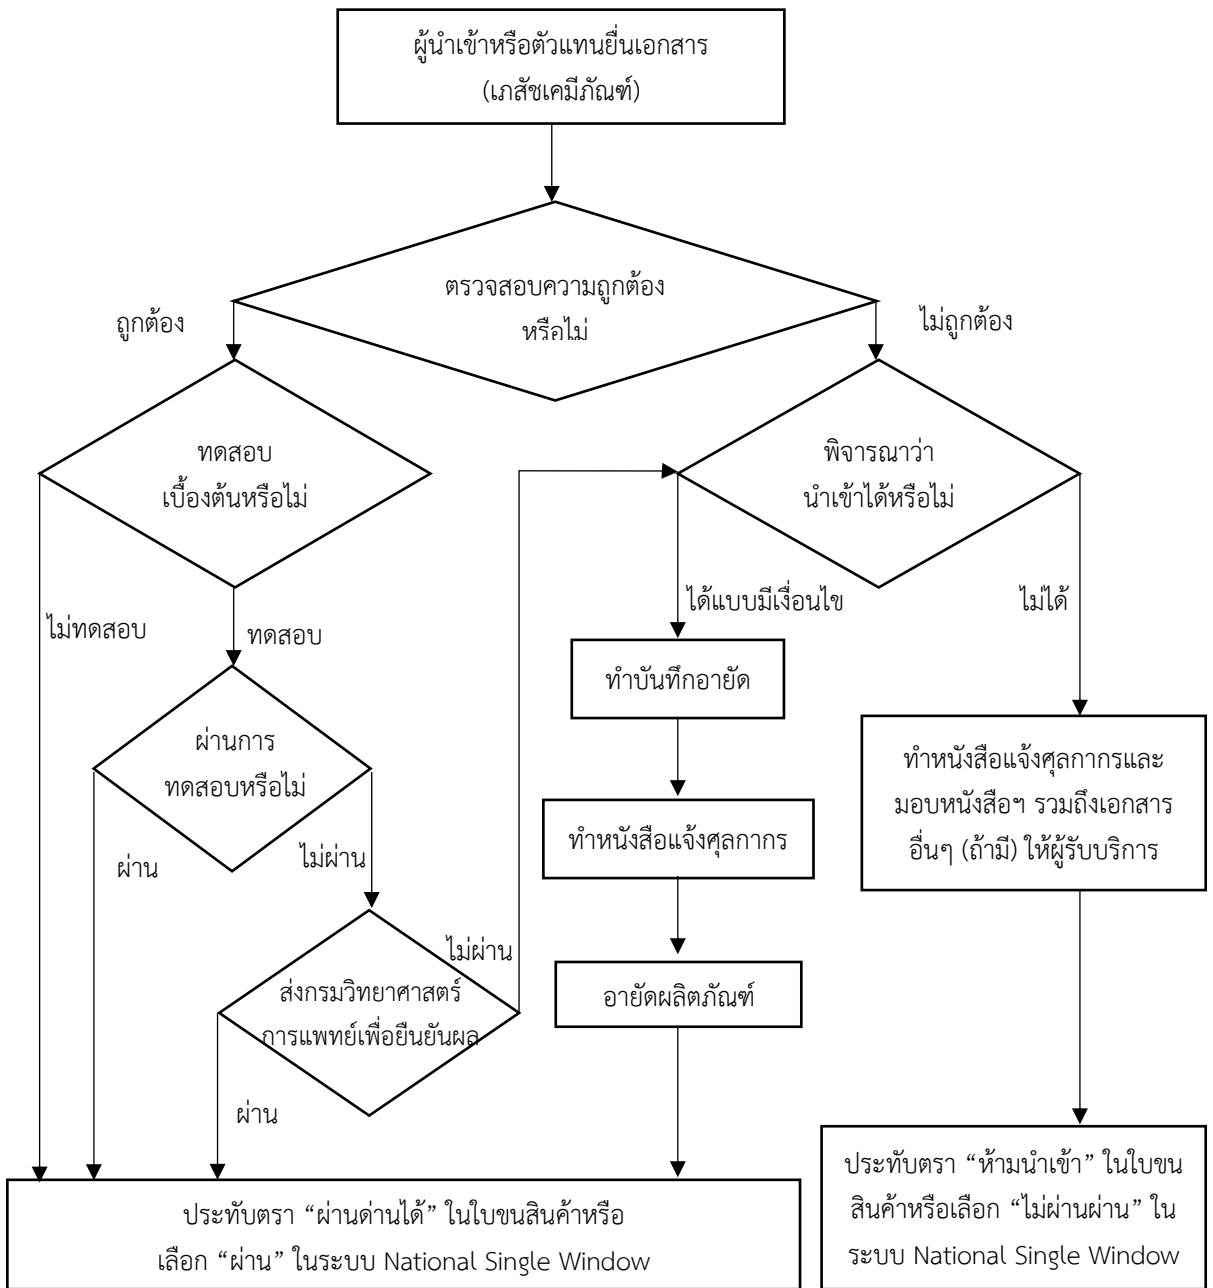 ผู้นำเข้าหรือตัวแทนยื่นเอกสาร
(เภสัชเคมีภัณฑ์)
ตรวจสอบความถูกต้อง
หรือไม่
ถูกต้อง
ไม่ถูกต้อง
ทดสอบ
เบื้องต้นหรือไม่
พิจารณาว่า
นำเข้าได้หรือไม่
ไม่ทดสอบ
ทดสอบ
ได้แบบมีเงื่อนไข
ไม่ได้
ทำบันทึกอายัด
ผ่านการ
ทดสอบหรือไม่
ทำหนังสือแจ้งศุลกากรและ
มอบหนังสือฯ รวมถึงเอกสาร
อื่นๆ (ถ้ามี) ให้ผู้รับบริการ
ผ่าน
ไม่ผ่าน
ทำหนังสือแจ้งศุลกากร
ไม่ผ่าน
ส่งกรมวิทยาศาสตร์
การแพทย์เพื่อยืนยันผล
อายัดผลิตภัณฑ์
ผ่าน
ประทับตรา “ผ่านด่านได้” ในใบขนสินค้าหรือ
เลือก “ผ่าน” ในระบบ National Single Window
ประทับตรา “ห้ามนำเข้า” ในใบขน
สินค้าหรือเลือก “ไม่ผ่านผ่าน” ใน
ระบบ National Single Window